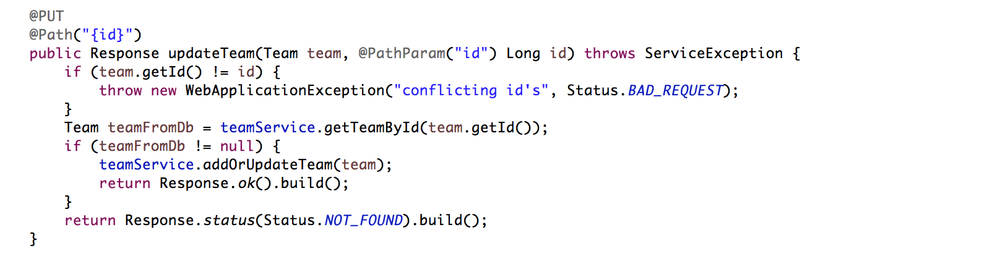 @PUT
@Path("{id}")
public Response updateTeam(Team team, @PathParam("id") Long id) throws ServiceException {
    if (team.getId() != id) {
        throw new WebApplicationException("conflicting id's", Status.BAD_REQUEST);
    }
    Team teamFromDb = teamService.getTeamById(team.getId());
    if (teamFromDb != null) {
        teamService.addOrUpdateTeam(team);
        return Response.ok().build();
    }
    return Response.status(Status.NOT_FOUND).build();
}